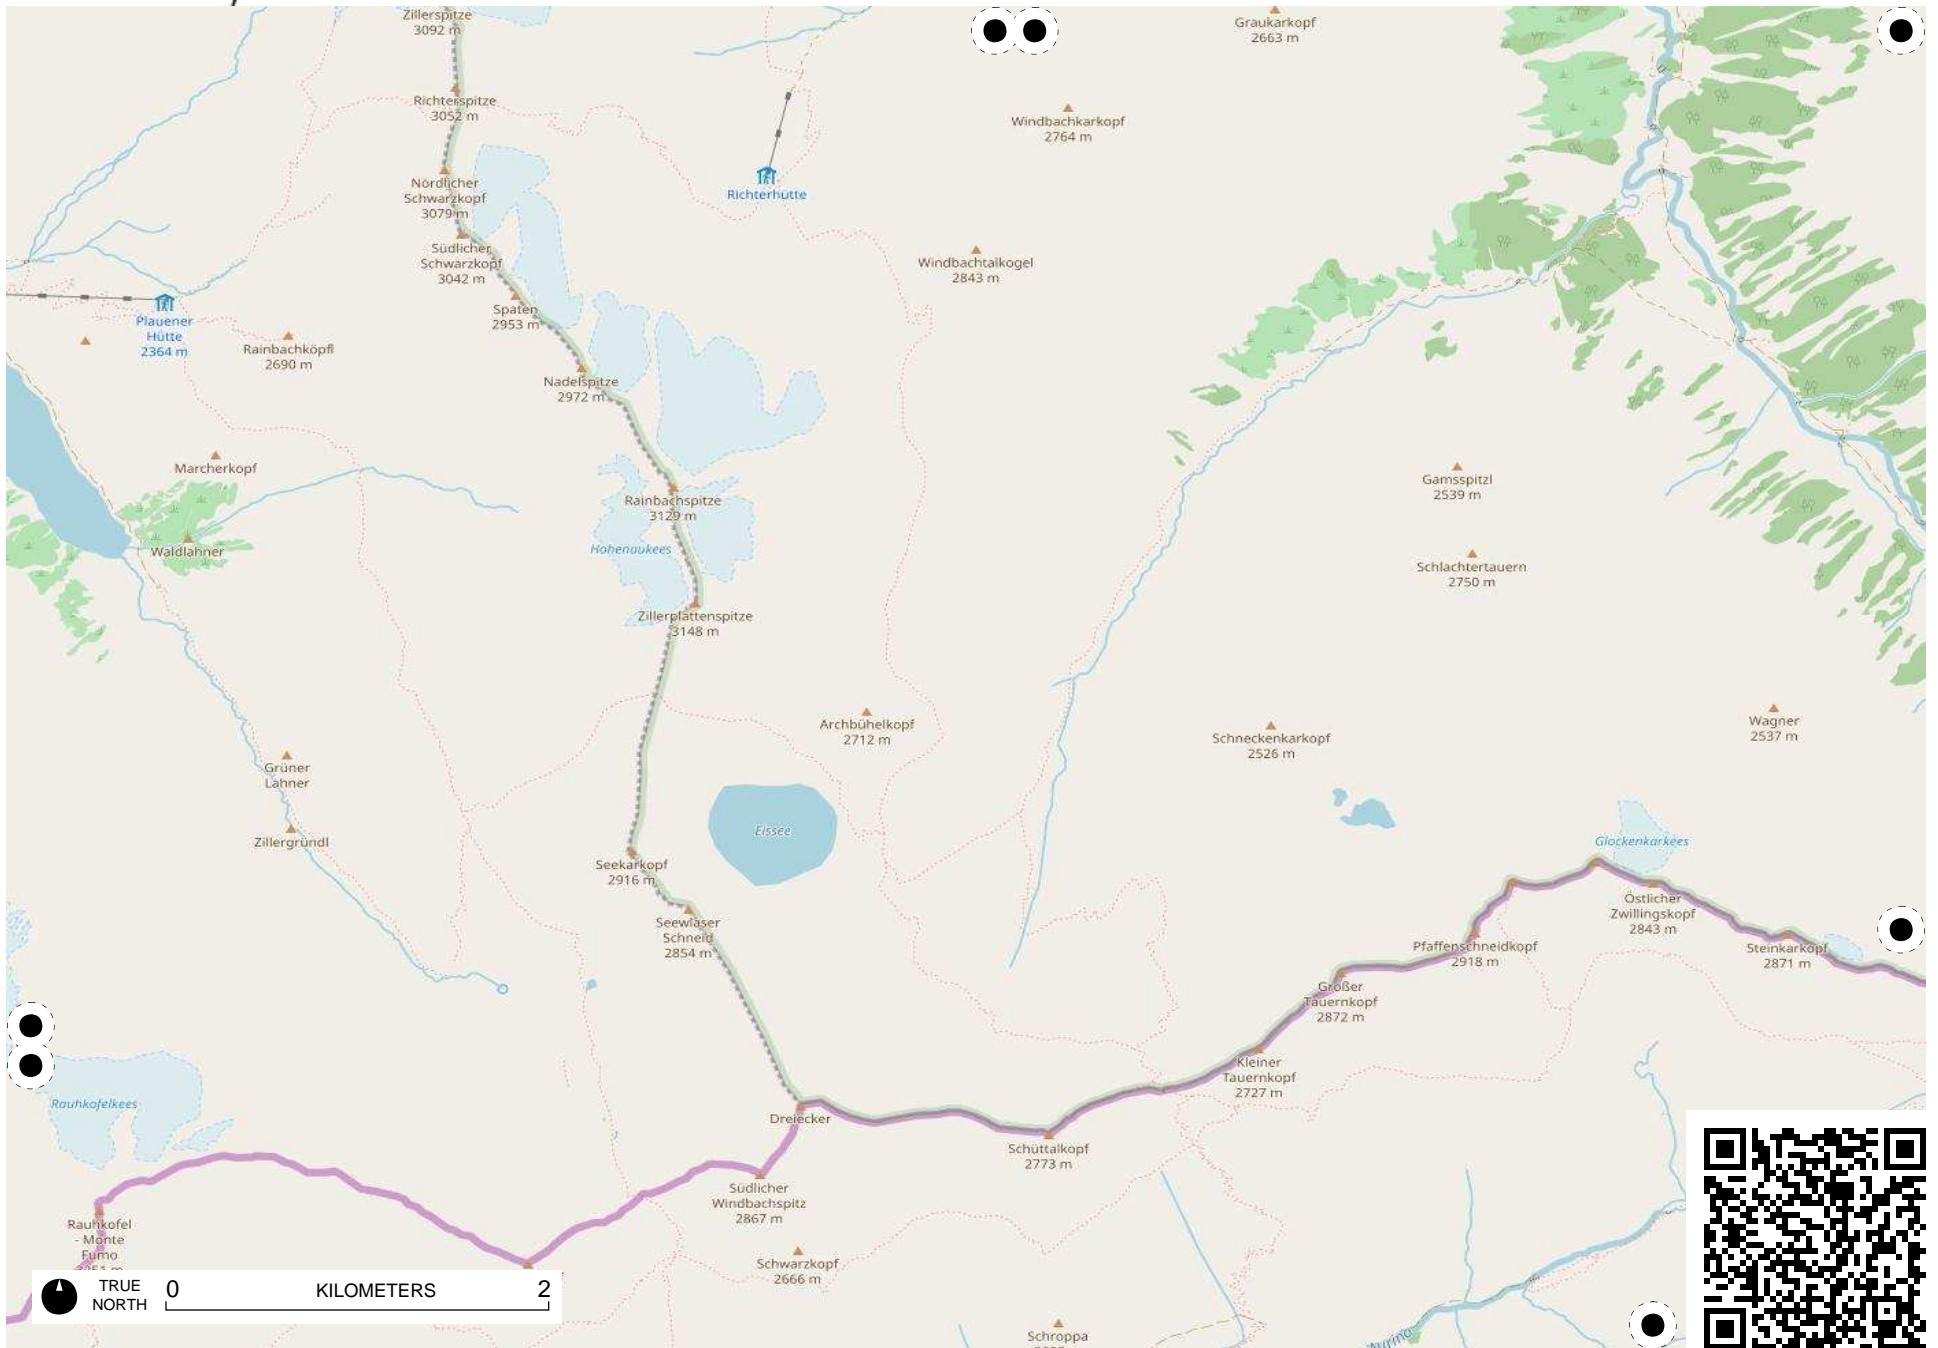 Zillerspitze
3092 m
Graukarkopf
2663 m
Richterspitze
3052 m
Windbachkarkopf
2764 m
Nördlicher
Schwarzkopf
3079 m
Richterhütte
Südlicher
Schwarzkopf
3042 m
Windbachtalkogel
2843 m
Spaten
2953 m
Plauener
Hütte
2364 m
Rainbachköpfl
2690 m
Nadelspitze
2972 m
Marcherkopf
Gamsspitzl
2539 m
Rainbachspitze
3129 m
Waldlahner
Hohenaukees
Schlachtertauern
2750 m
Zillerplattenspitze
3148 m
Archbühelkopf
2712 m
Schneckenkarkopf
2526 m
Wagner
2537 m
Grüner
Lahner
Zillergründl
Eissee
Glockenkarkees
Seekarkopf
2916 m
Östlicher
Zwillingskopf
2843 m
Seewlaser
Schneid
2854 m
Pfaffenschneidkopf
2918 m
Steinkarkopf
2871 m
Großer
Tauernkopf
2872 m
Kleiner
Tauernkopf
2727 m
Rauhkofelkees
Dreiecker
Schüttalkopf
2773 m
Südlicher
Windbachspitz
2867 m
Rauhkofel
- Monte
Fumo
Schwarzkopf
2666 m
TRUE
NORTH
0 KILOMETERS 2
Schroppa